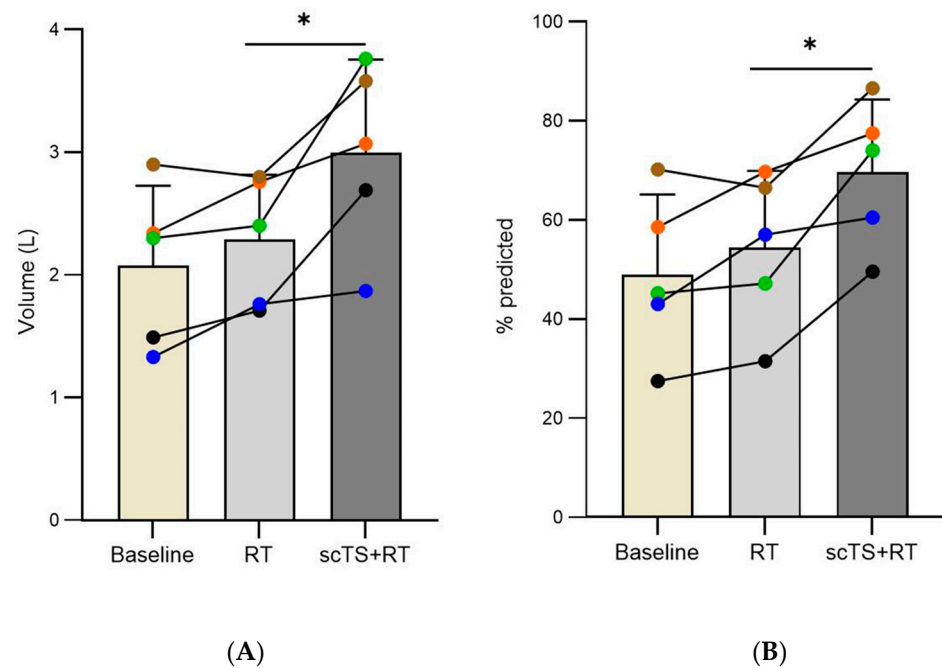 *
4
3
2
1
0
Volume (L)
Baseline RT scTS+RT
(A)
*
100
80
60
40
20
0
% predicted
Baseline RT scTS+RT
(B)